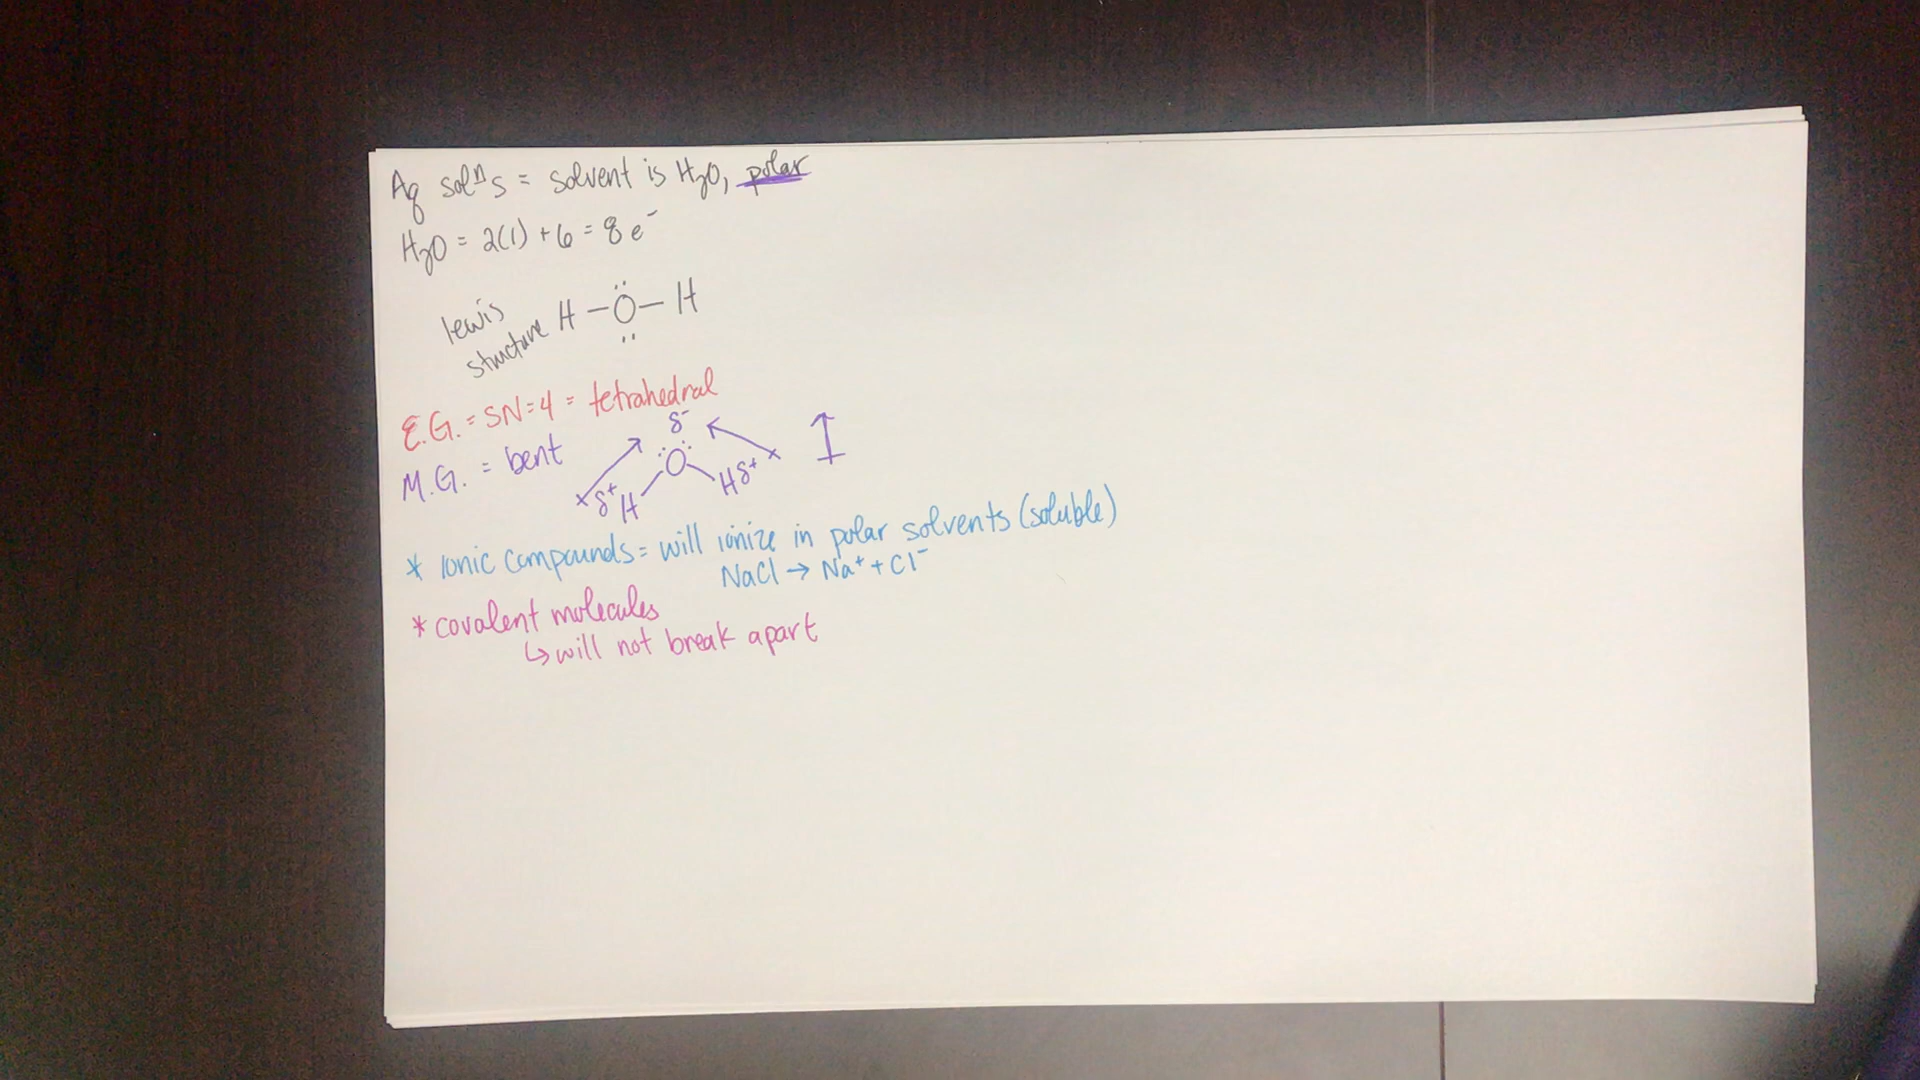 Aq solⁿs = solvent is H₂O, polar
H₂O = 2(1) + 6 = 8 e⁻
lewis
structure H – Ö – H
E.G. = SN = 4 = tetrahedral
δ⁻
M.G. = bent
O
δ⁺ H
H δ⁺
* Ionic Compounds = will ionize in polar solvents (soluble)
NaCl → Na⁺ + Cl⁻
* covalent molecules
↳ will not break apart